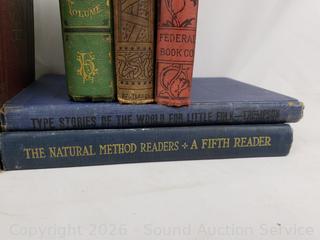 VOLUME
FEDERAL
BOOK CO
TYPE STORIES OF THE WORLD FOR LITTLE FOLK—THOMPSON
THE NATURAL METHOD READERS ✦ A FIFTH READER
Copyright 2026 - Sound Auction Service